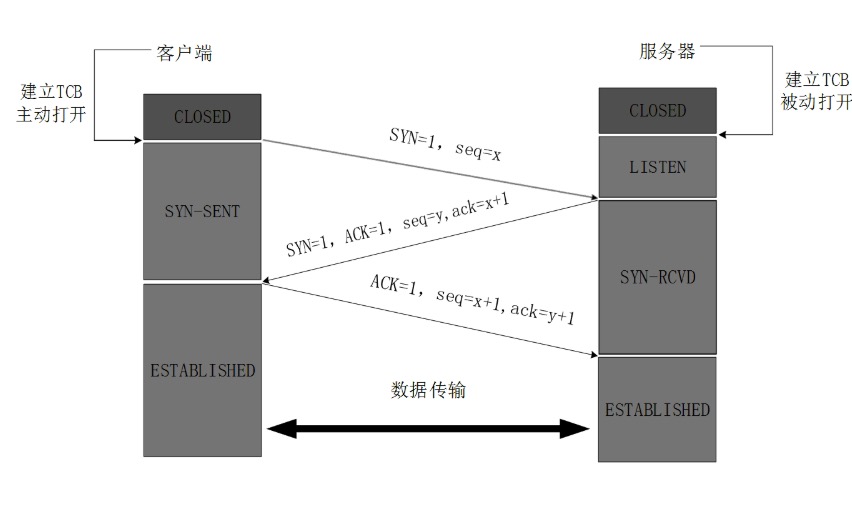 客户端
服务器
建立TCB
主动打开
建立TCB
被动打开
CLOSED
CLOSED
SYN=1, seq=x
LISTEN
SYN-SENT
SYN=1, ACK=1, seq=y,ack=x+1
SYN-RCVD
ACK=1, seq=x+1,ack=y+1
ESTABLISHED
数据传输
ESTABLISHED